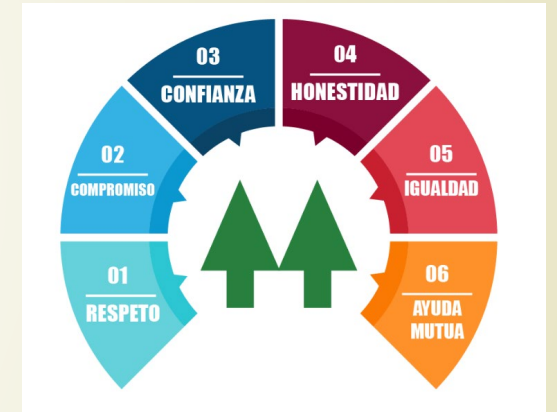 01
RESPETO
02
COMPROMISO
03
CONFIANZA
04
HONESTIDAD
05
IGUALDAD
06
AYUDA
MUTUA